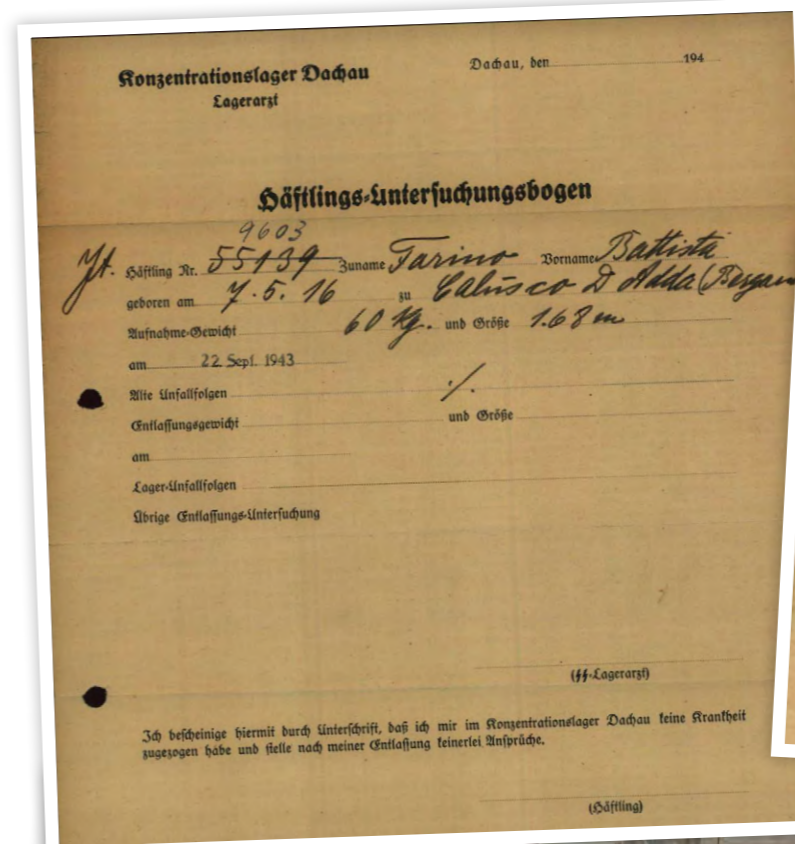 Konzentrationslager Dachau
Lagerarzt
Dachau, den 194
Häftlings-Untersuchungsbogen
9603
Jt. Häftling Nr. 55139 Zuname Farino Vorname Battista
geboren am 7.5.16 zu Calusco D Adda (Bergam
Aufnahme-Gewicht 60 Kg. und Größe 1.68 m
am 22. Sept. 1943
Alte Unfallfolgen ./.
Entlassungsgewicht und Größe
am
Lager-Unfallfolgen
Übrige Entlassungs-Untersuchung
(SS-Lagerarzt)
Ich bescheinige hiermit durch Unterschrift, daß ich mir im Konzentrationslager Dachau keine Krankheit
zugezogen habe und stelle nach meiner Entlassung keinerlei Ansprüche.
(Häftling)